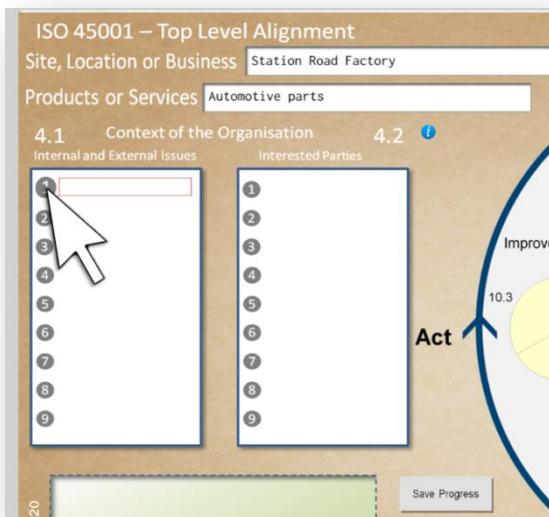 ISO 45001 – Top Level Alignment
Site, Location or Business Station Road Factory
Products or Services Automotive parts
4.1 Context of the Organisation 4.2 i
Internal and External Issues
Interested Parties
1
2
3
4
5
6
7
8
9
1
2
3
4
5
6
7
8
9
Improve
10.3
Act
Save Progress
20